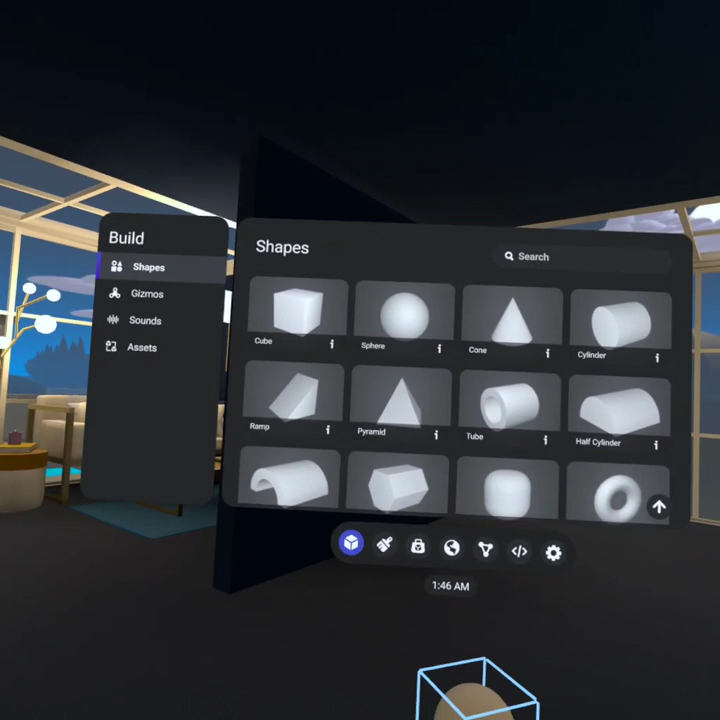 Build
Shapes
Gizmos
Sounds
Assets
Shapes
Search
Cube
Sphere
Cone
Cylinder
Ramp
Pyramid
Tube
Half Cylinder
1:46 AM